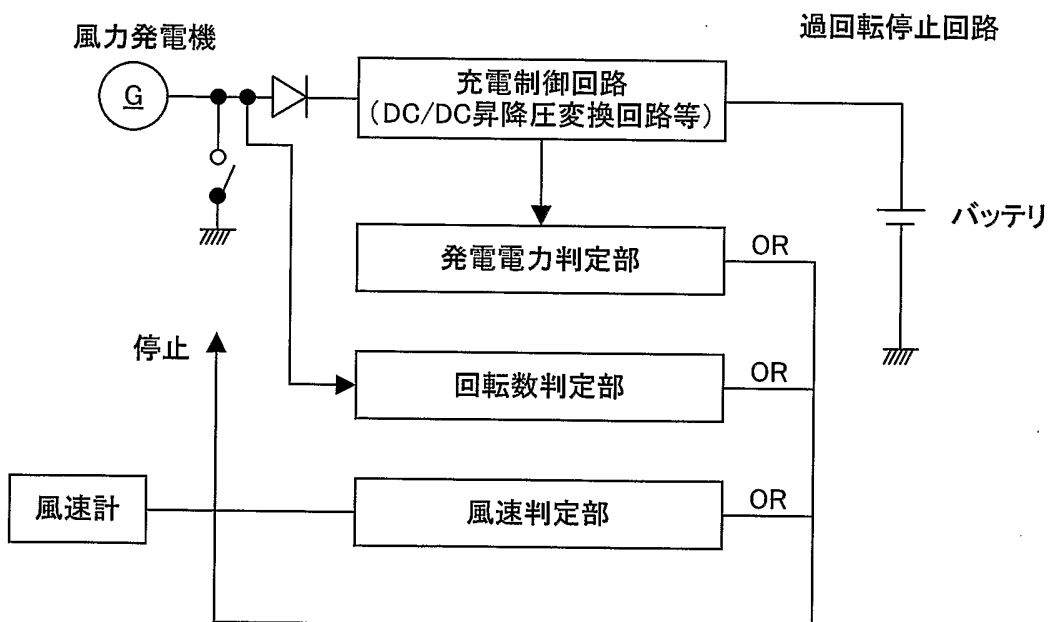 過回転停止回路
風力発電機
G
充電制御回路
(DC/DC昇降圧変換回路等)
バッテリ
発電電力判定部
OR
停止
回転数判定部
OR
風速計
風速判定部
OR